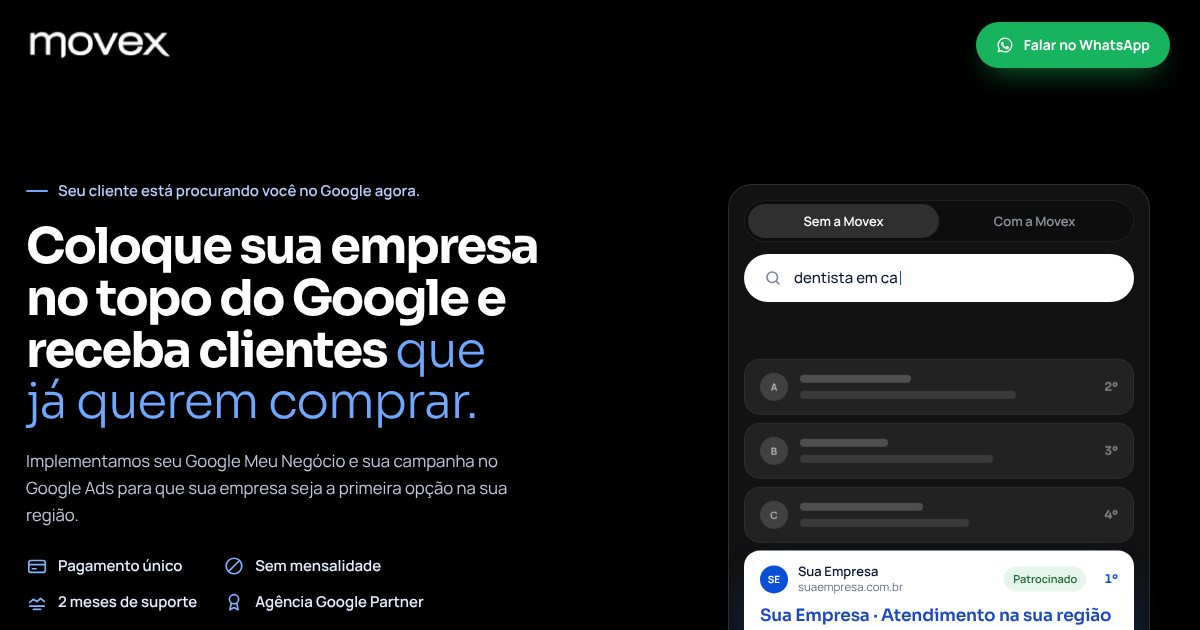 movex
Falar no WhatsApp
Seu cliente está procurando você no Google agora.
Coloque sua empresa
no topo do Google e
receba clientes que
já querem comprar.
Implementamos seu Google Meu Negócio e sua campanha no
Google Ads para que sua empresa seja a primeira opção na sua
região.
Pagamento único
Sem mensalidade
2 meses de suporte
Agência Google Partner
Sem a Movex
Com a Movex
dentista em ca
A
2º
B
3º
C
4º
SE
Sua Empresa
suaempresa.com.br
Patrocinado
1º
Sua Empresa · Atendimento na sua região